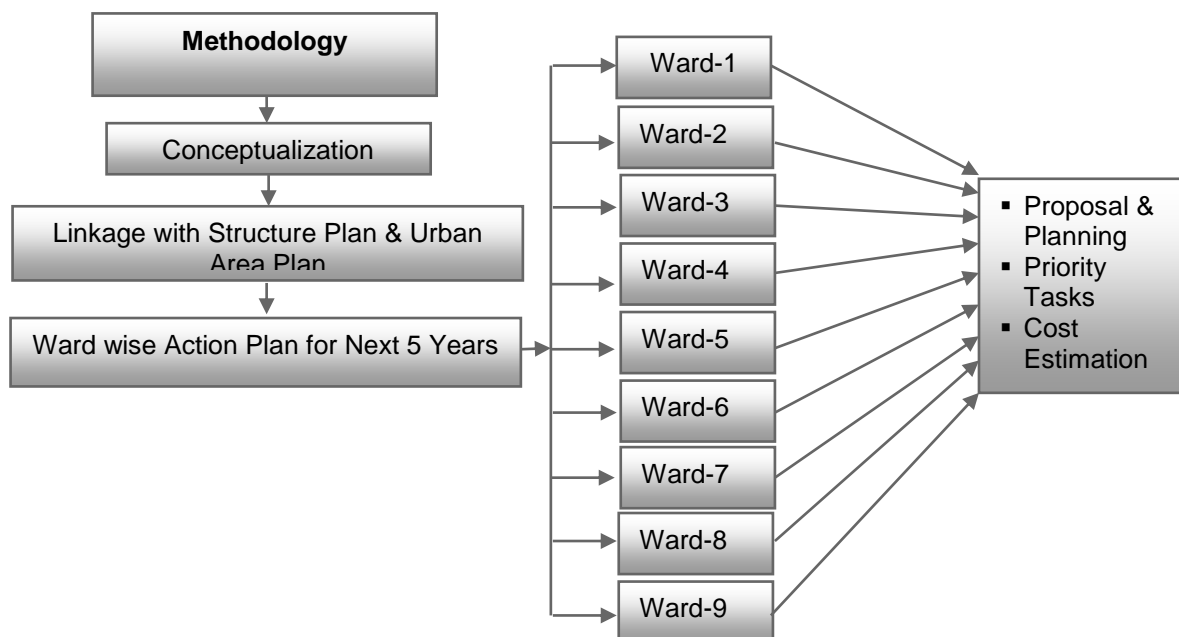 Methodology
Conceptualization
Linkage with Structure Plan & Urban
Area Plan
Ward wise Action Plan for Next 5 Years
Ward-1
Ward-2
Ward-3
Ward-4
Ward-5
Ward-6
Ward-7
Ward-8
Ward-9
▪ Proposal &
Planning
▪ Priority
Tasks
▪ Cost
Estimation